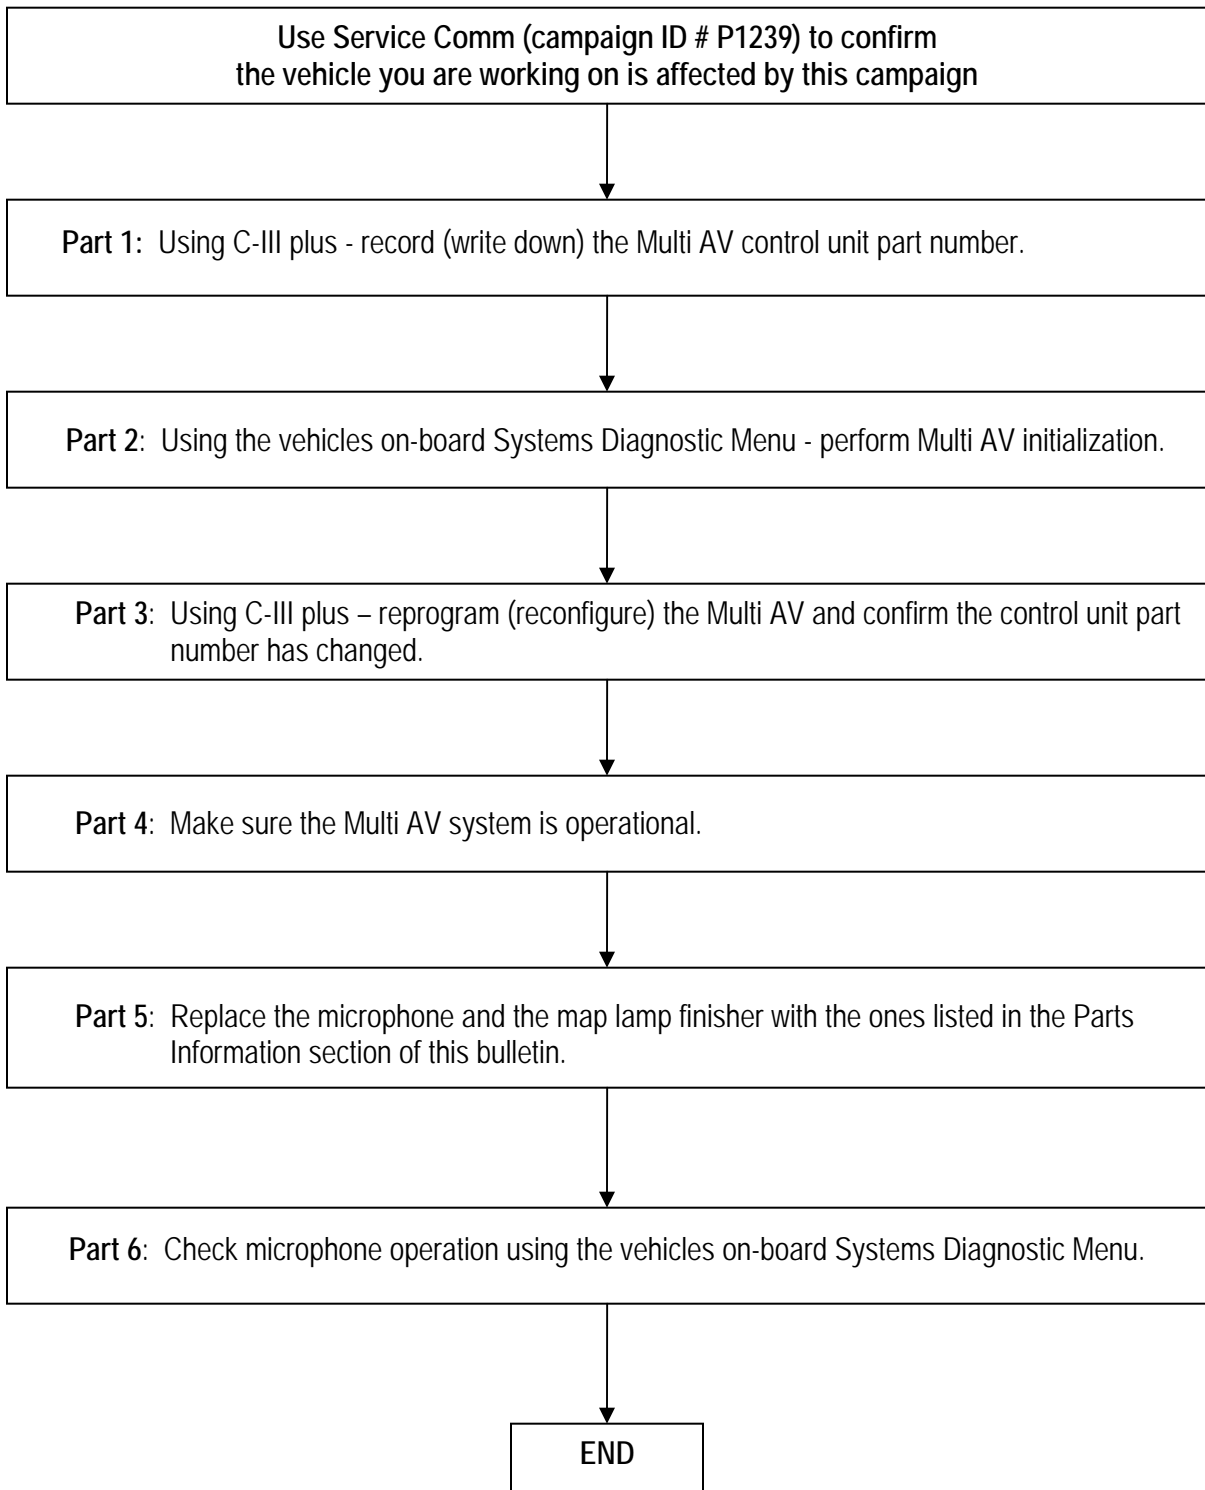 Use Service Comm (campaign ID # P1239) to confirm
the vehicle you are working on is affected by this campaign
Part 1: Using C-III plus - record (write down) the Multi AV control unit part number.
Part 2: Using the vehicles on-board Systems Diagnostic Menu - perform Multi AV initialization.
Part 3: Using C-III plus – reprogram (reconfigure) the Multi AV and confirm the control unit part
number has changed.
Part 4: Make sure the Multi AV system is operational.
Part 5: Replace the microphone and the map lamp finisher with the ones listed in the Parts
Information section of this bulletin.
Part 6: Check microphone operation using the vehicles on-board Systems Diagnostic Menu.
END